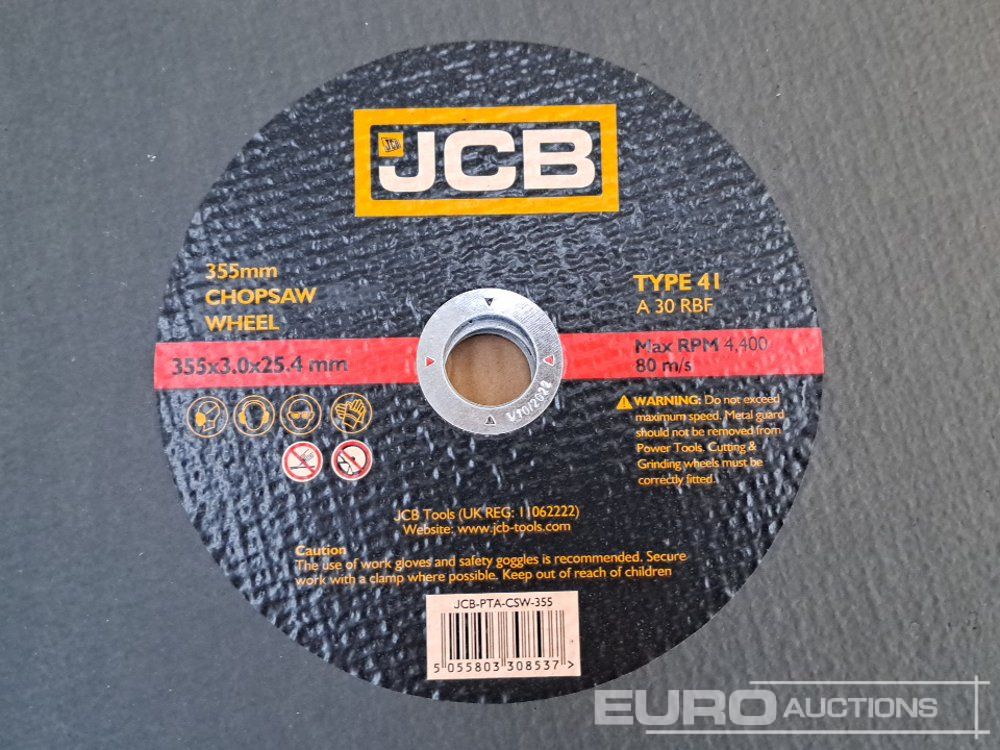 JCB
JCB
355mm
CHOPSAW
WHEEL
TYPE 41
A 30 RBF
355x3.0x25.4 mm
Max RPM 4,400
80 m/s
V10/2022
WARNING: Do not exceed
maximum speed. Metal guard
should not be removed from
Power Tools. Cutting &
Grinding wheels must be
correctly fitted.
JCB Tools (UK REG: 11062222)
Website: www.jcb-tools.com
Caution
The use of work gloves and safety goggles is recommended. Secure
work with a clamp where possible. Keep out of reach of children
JCB-PTA-CSW-355
5 055803 308537 >
EURO AUCTIONS